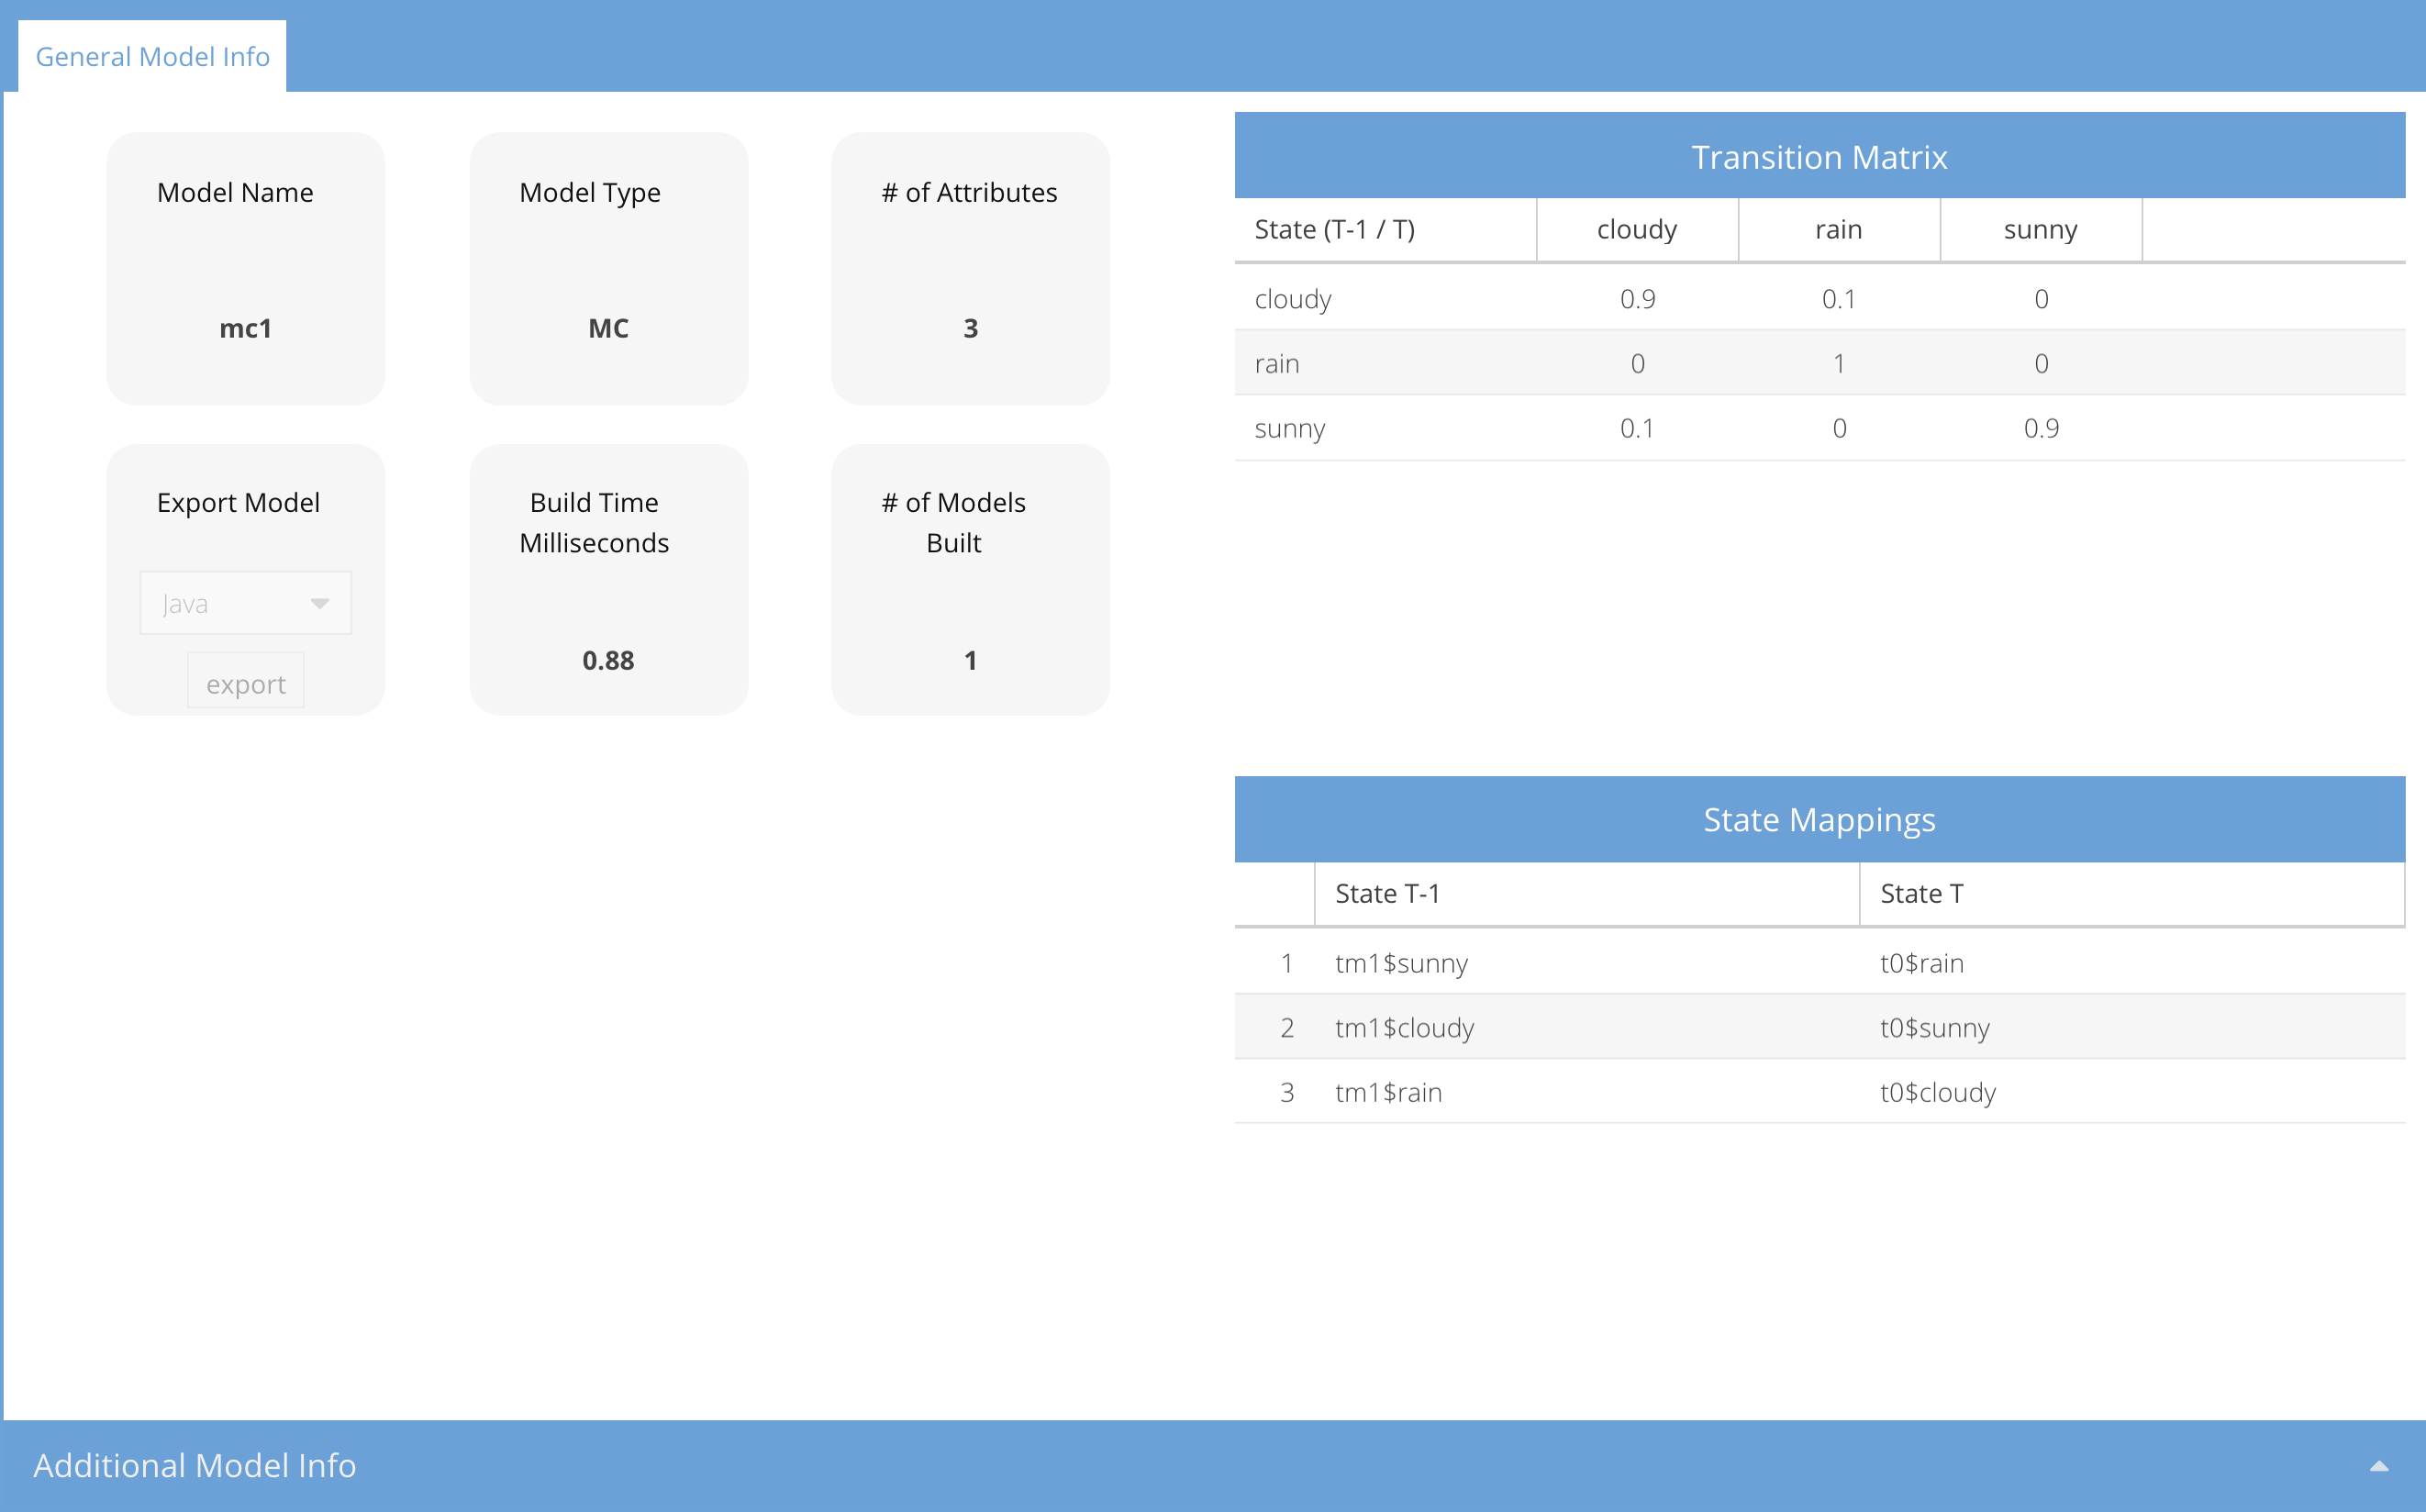 General Model Info
Model Name
mc1
Model Type
MC
# of Attributes
3
Export Model
Java
export
Build Time
Milliseconds
0.88
# of Models
Built
1
Transition Matrix
State (T-1 / T) cloudy rain sunny
cloudy 0.9 0.1 0
rain 0 1 0
sunny 0.1 0 0.9
State Mappings
State T-1 State T
1 tm1$sunny t0$rain
2 tm1$cloudy t0$sunny
3 tm1$rain t0$cloudy
Additional Model Info